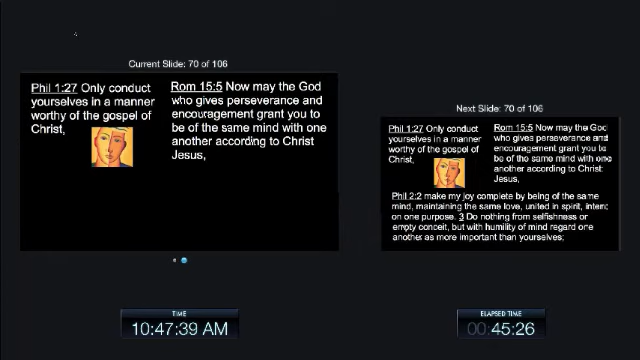 Current Slide: 70 of 106
Phil 1:27 Only conduct
yourselves in a manner
worthy of the gospel of
Christ,
Rom 15:5 Now may the God
who gives perseverance and
encouragement grant you to
be of the same mind with one
another according to Christ
Jesus,
Next Slide: 70 of 106
Phil 1:27 Only conduct
yourselves in a manner
worthy of the gospel of
Christ,
Rom 15:5 Now may the God
who gives perseverance and
encouragement grant you to
be of the same mind with one
another according to Christ
Jesus,
Phil 2:2 make my joy complete by being of the same
mind, maintaining the same love, united in spirit, intent
on one purpose. 3 Do nothing from selfishness or
empty conceit, but with humility of mind regard one
another as more important than yourselves;
TIME
10:47:39 AM
ELAPSED TIME
00:45:26